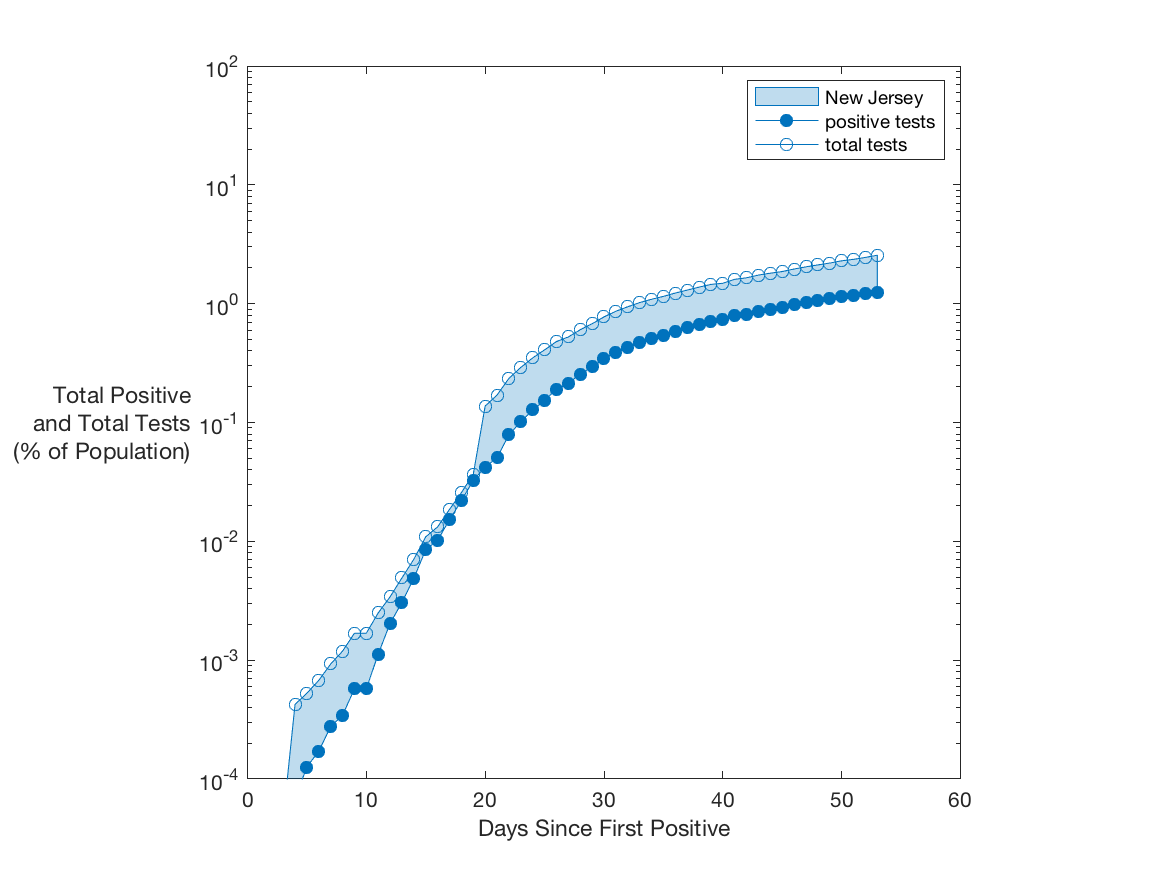 10^2
10^1
10^0
10^-1
10^-2
10^-3
10^-4
Total Positive
and Total Tests
(% of Population)
New Jersey
positive tests
total tests
0 10 20 30 40 50 60
Days Since First Positive